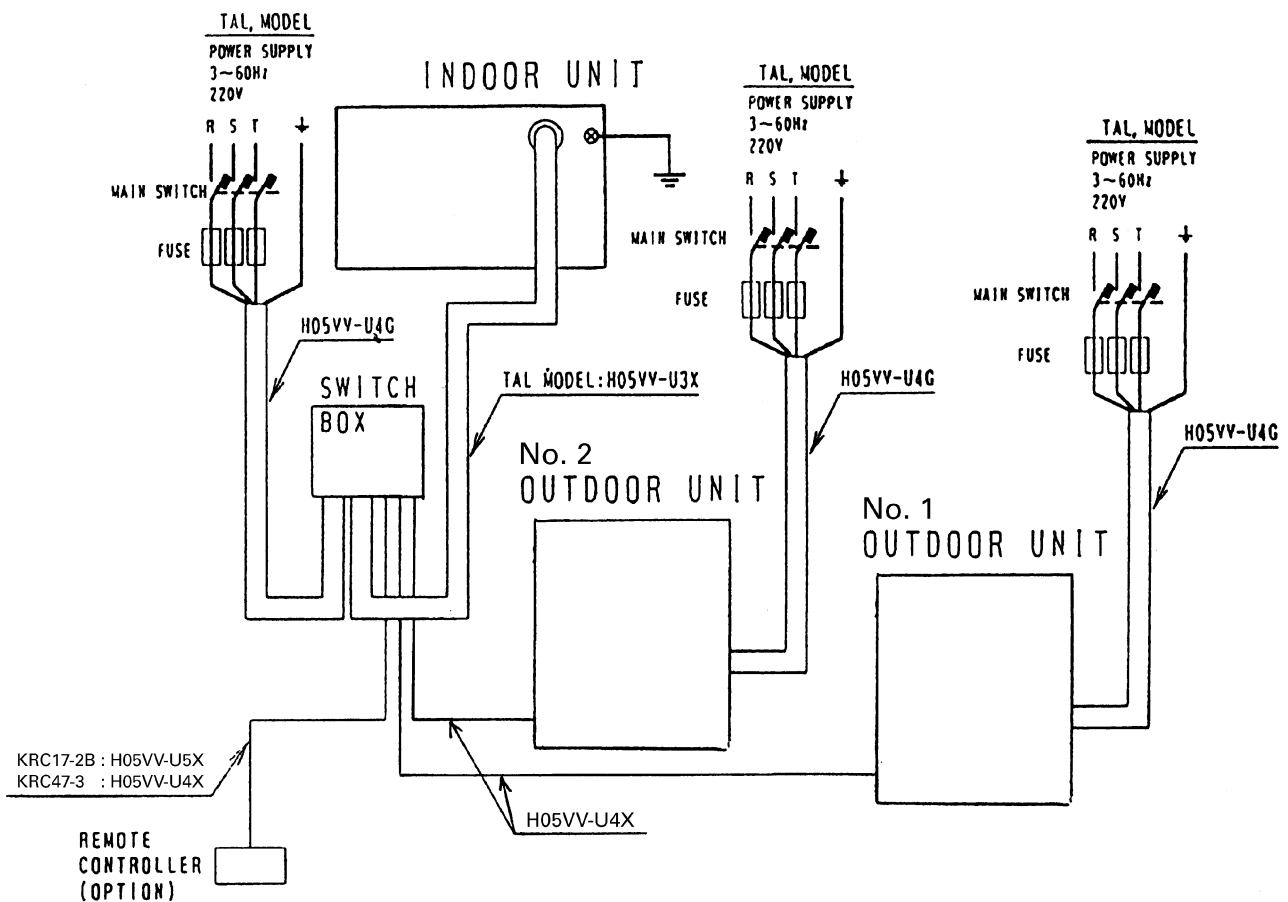 TAL, MODEL
POWER SUPPLY
3~60Hz
220V
R S T
MAIN SWITCH
FUSE
H05VV-U4G
INDOOR UNIT
SWITCH
BOX
TAL MODEL:H05VV-U3X
TAL, MODEL
POWER SUPPLY
3~60Hz
220V
R S T
MAIN SWITCH
FUSE
H05VV-U4G
No. 2
OUTDOOR UNIT
TAL, MODEL
POWER SUPPLY
3~60Hz
220V
R S T
MAIN SWITCH
FUSE
H05VV-U4G
No. 1
OUTDOOR UNIT
KRC17-2B : H05VV-U5X
KRC47-3 : H05VV-U4X
H05VV-U4X
REMOTE
CONTROLLER
(OPTION)